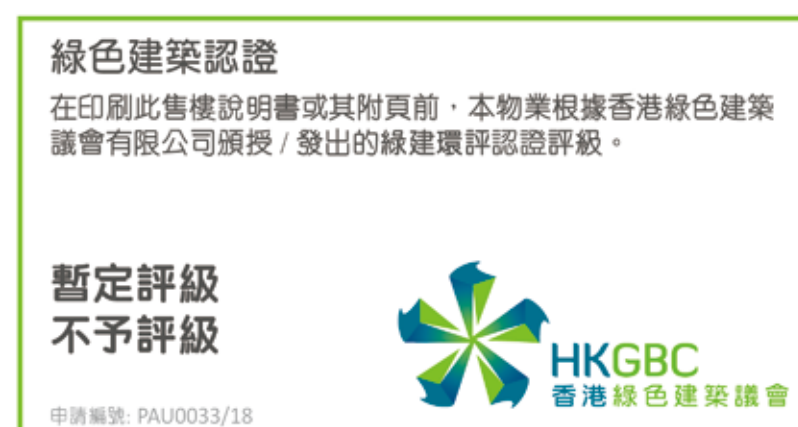 綠色建築認證
在印刷此售樓說明書或其附頁前，本物業根據香港綠色建築
議會有限公司頒授 / 發出的綠建環評認證評級。
暫定評級
不予評級
HKGBC
香港綠色建築議會
申請編號: PAU0033/18